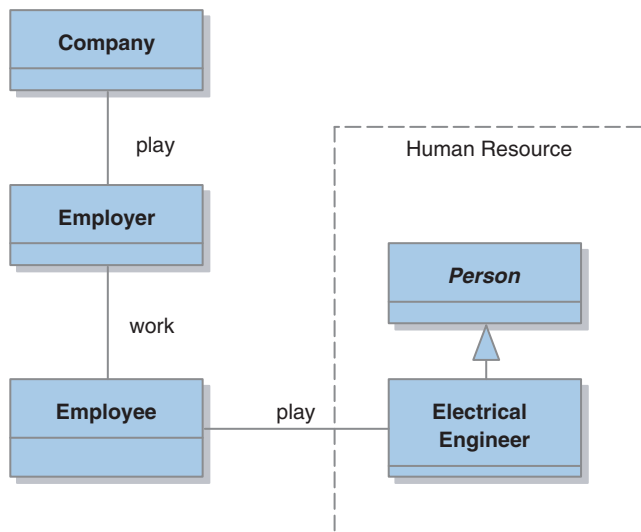 Company
play
Human Resource
Employer
Person
work
Employee
play
Electrical
Engineer